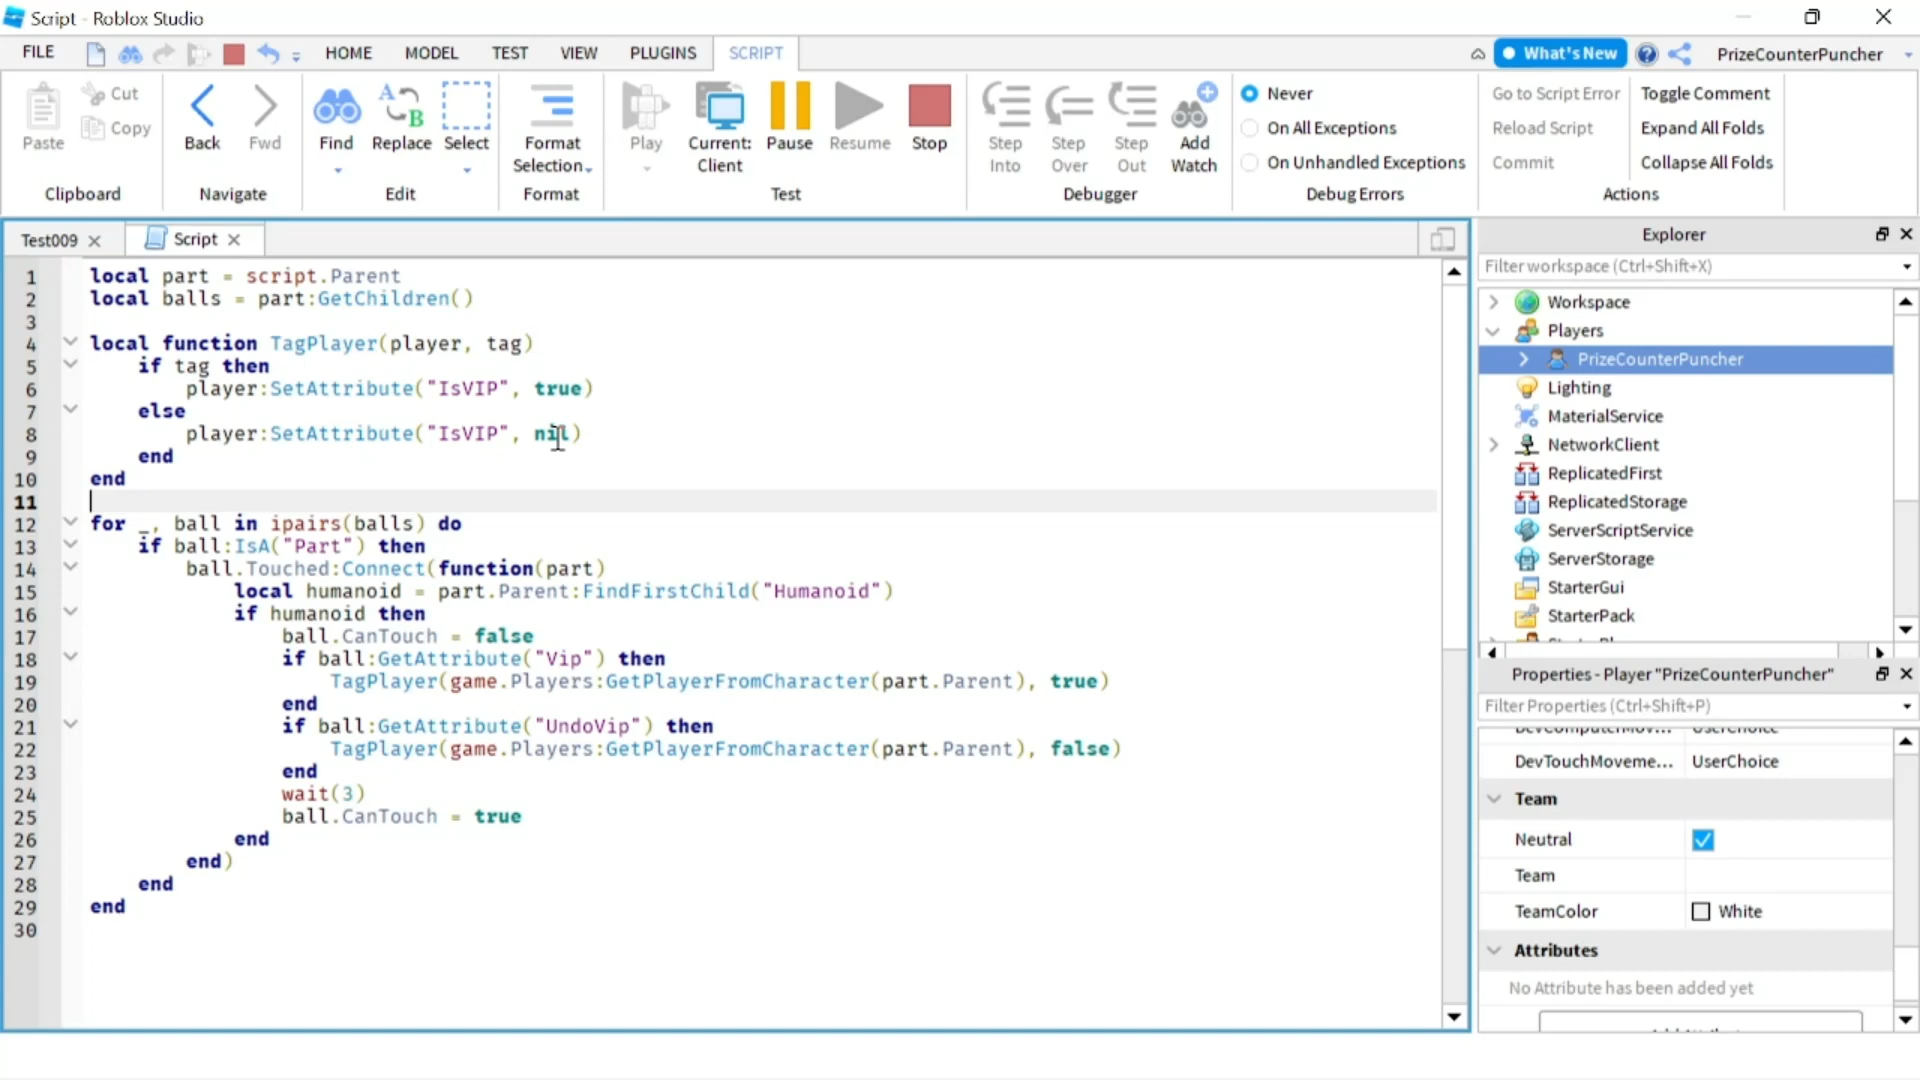 Script - Roblox Studio
FILE HOME MODEL TEST VIEW PLUGINS SCRIPT What's New PrizeCounterPuncher
Paste Cut Copy
Clipboard
Back Fwd
Navigate
Find Replace Select
Edit
Format Selection
Format
Play Current: Client Pause Resume Stop
Test
Step Into Step Over Step Out Add Watch
Debugger
Never
On All Exceptions
On Unhandled Exceptions
Debug Errors
Go to Script Error
Reload Script
Commit
Toggle Comment
Expand All Folds
Collapse All Folds
Actions
Test009 Script
1 local part = script.Parent
2 local balls = part:GetChildren()
3
4 local function TagPlayer(player, tag)
5 if tag then
6 player:SetAttribute("IsVIP", true)
7 else
8 player:SetAttribute("IsVIP", nil)
9 end
10 end
11
12 for _, ball in ipairs(balls) do
13 if ball:IsA("Part") then
14 ball.Touched:Connect(function(part)
15 local humanoid = part.Parent:FindFirstChild("Humanoid")
16 if humanoid then
17 ball.CanTouch = false
18 if ball:GetAttribute("Vip") then
19 TagPlayer(game.Players:GetPlayerFromCharacter(part.Parent), true)
20 end
21 if ball:GetAttribute("UndoVip") then
22 TagPlayer(game.Players:GetPlayerFromCharacter(part.Parent), false)
23 end
24 wait(3)
25 ball.CanTouch = true
26 end
27 end)
28 end
29 end
30
Explorer
Filter workspace (Ctrl+Shift+X)
Workspace
Players
PrizeCounterPuncher
Lighting
MaterialService
NetworkClient
ReplicatedFirst
ReplicatedStorage
ServerScriptService
ServerStorage
StarterGui
StarterPack
Properties - Player "PrizeCounterPuncher"
Filter Properties (Ctrl+Shift+P)
DevTouchMoveme... UserChoice
Team
Neutral
Team
TeamColor White
Attributes
No Attribute has been added yet